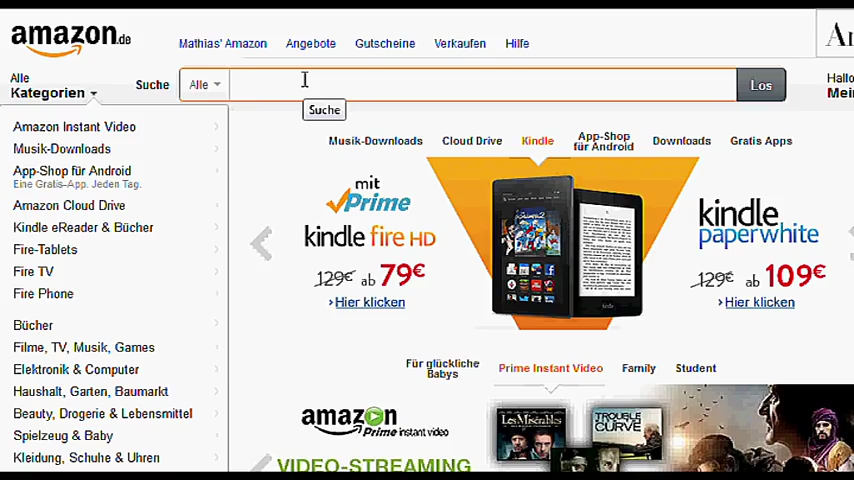 amazon.de
Mathias' Amazon Angebote Gutscheine Verkaufen Hilfe
Alle
Kategorien
Suche Alle Los
Hallo
Suche
Amazon Instant Video
Musik-Downloads
App-Shop für Android
Eine Gratis-App. Jeden Tag.
Amazon Cloud Drive
Kindle eReader & Bücher
Fire-Tablets
Fire TV
Fire Phone
Bücher
Filme, TV, Musik, Games
Elektronik & Computer
Haushalt, Garten, Baumarkt
Beauty, Drogerie & Lebensmittel
Spielzeug & Baby
Kleidung, Schuhe & Uhren
Musik-Downloads Cloud Drive Kindle App-Shop für Android Downloads Gratis Apps
mit
Prime
kindle fire HD
129€ ab 79€
›Hier klicken
kindle
paperwhite
129€ ab 109€
›Hier klicken
Für glückliche Babys Prime Instant Video Family Student
amazon
Prime instant video
VIDEO-STREAMING
Les Misérables
TROUBLE
CURVE